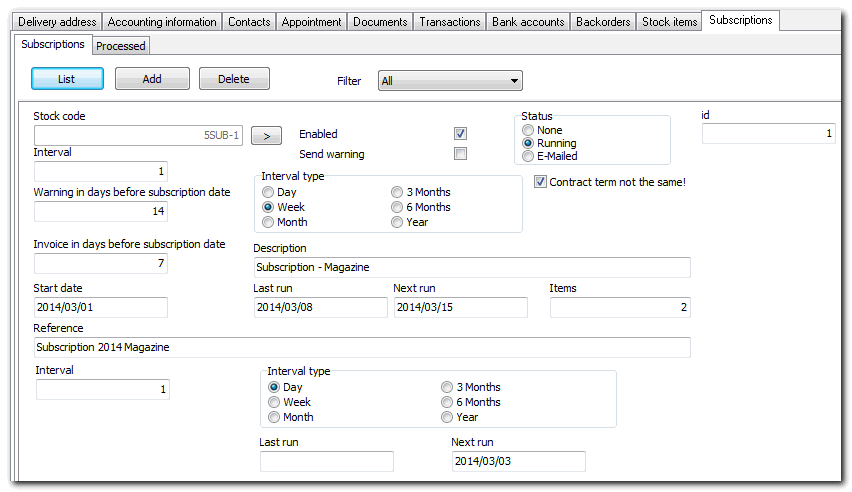 Delivery address Accounting information Contacts Appointment Documents Transactions Bank accounts Backorders Stock items Subscriptions
Subscriptions Processed
List Add Delete Filter All
Stock code
5SUB-1 >
Enabled
Send warning
Status
None
Running
E-Mailed
id
1
Interval
1
Warning in days before subscription date
14
Interval type
Day 3 Months
Week 6 Months
Month Year
Contract term not the same!
Invoice in days before subscription date
7
Description
Subscription - Magazine
Start date Last run Next run Items
2014/03/01 2014/03/08 2014/03/15 2
Reference
Subscription 2014 Magazine
Interval
1
Interval type
Day 3 Months
Week 6 Months
Month Year
Last run Next run
2014/03/03